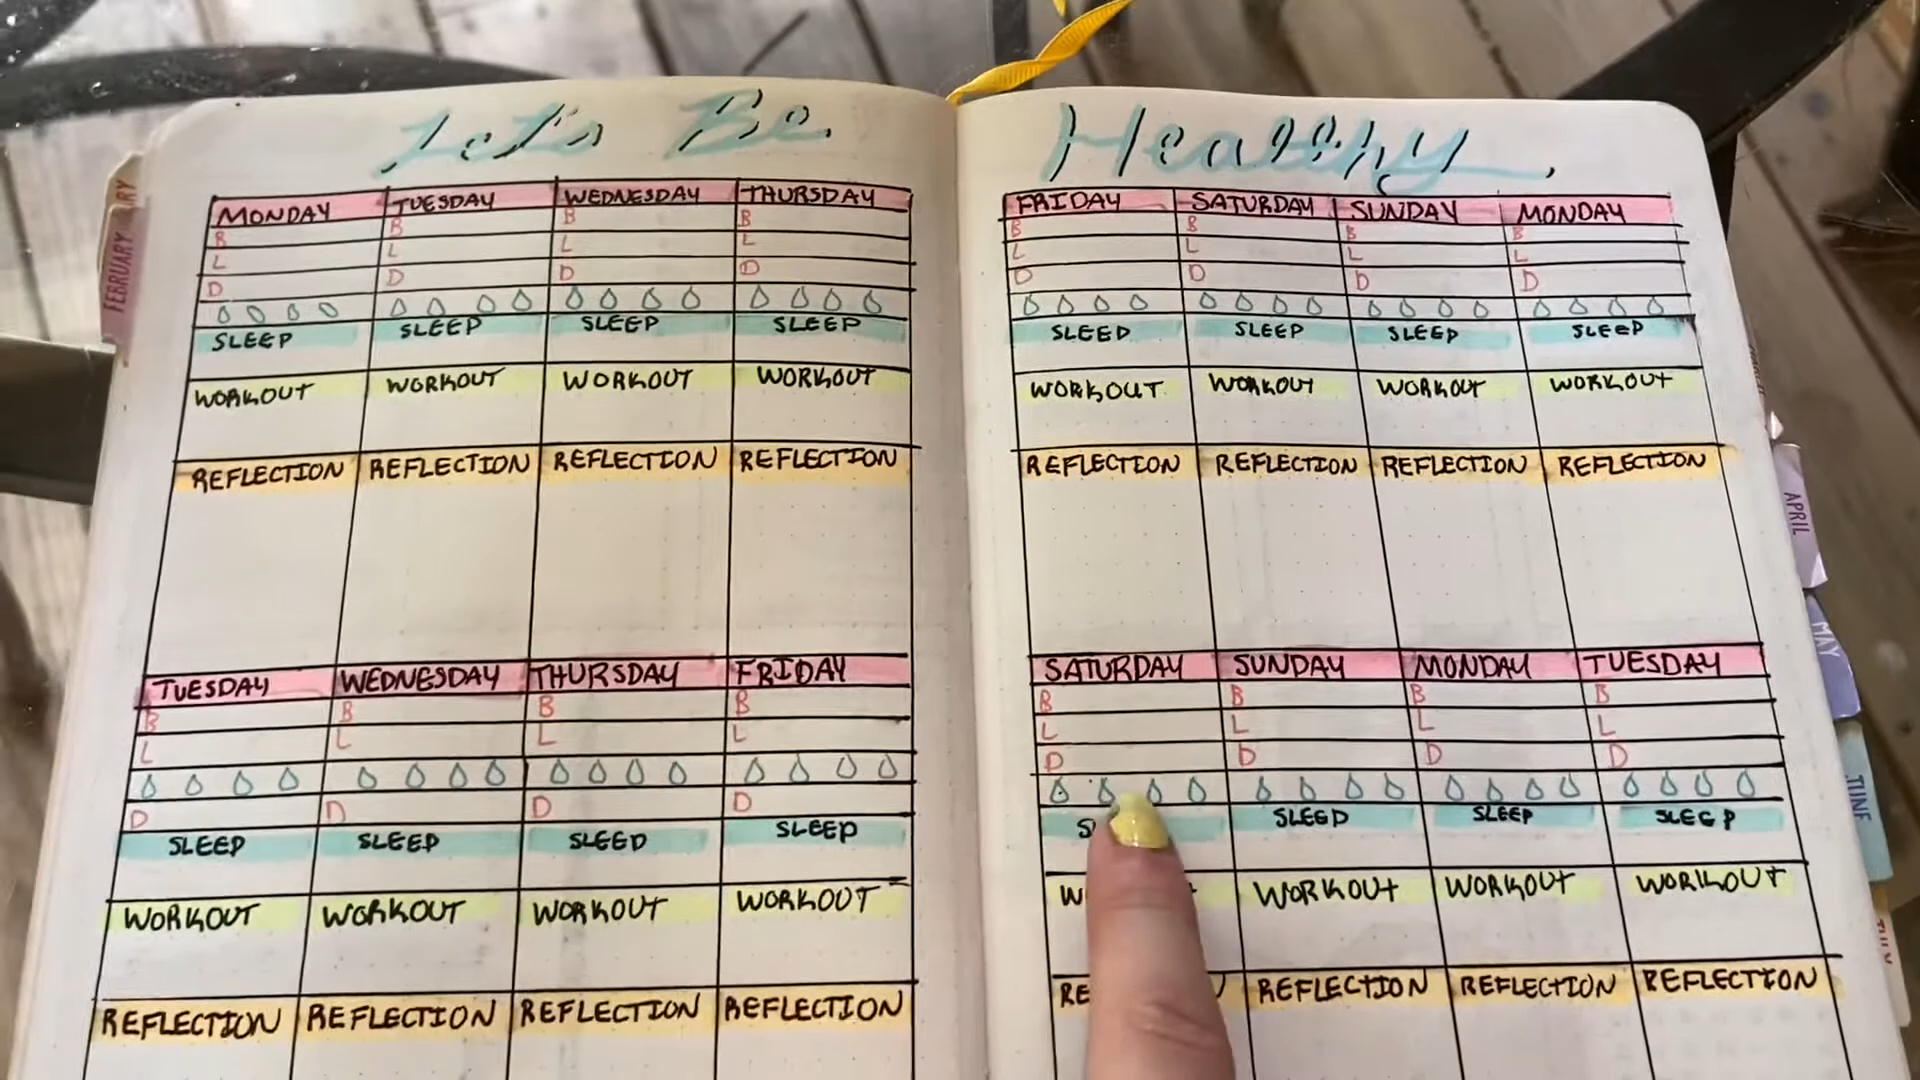 Let's Be Healthy.
MONDAY TUESDAY WEDNESDAY THURSDAY FRIDAY SATURDAY SUNDAY MONDAY
B B B B B B B B
L L L L L L L L
D D D D D D D D
SLEEP SLEEP SLEEP SLEEP SLEEP SLEEP SLEEP SLEEP
WORKOUT WORKOUT WORKOUT WORKOUT WORKOUT WORKOUT WORKOUT WORKOUT
REFLECTION REFLECTION REFLECTION REFLECTION REFLECTION REFLECTION REFLECTION REFLECTION
TUESDAY WEDNESDAY THURSDAY FRIDAY SATURDAY SUNDAY MONDAY TUESDAY
B B B B B B B B
L L L L L L L L
D D D D D D D D
SLEEP SLEEP SLEEP SLEEP SLEEP SLEEP SLEEP
WORKOUT WORKOUT WORKOUT WORKOUT WORKOUT WORKOUT WORKOUT
REFLECTION REFLECTION REFLECTION REFLECTION REFLECTION REFLECTION REFLECTION
FEBRUARY
APRIL
MAY
JUNE